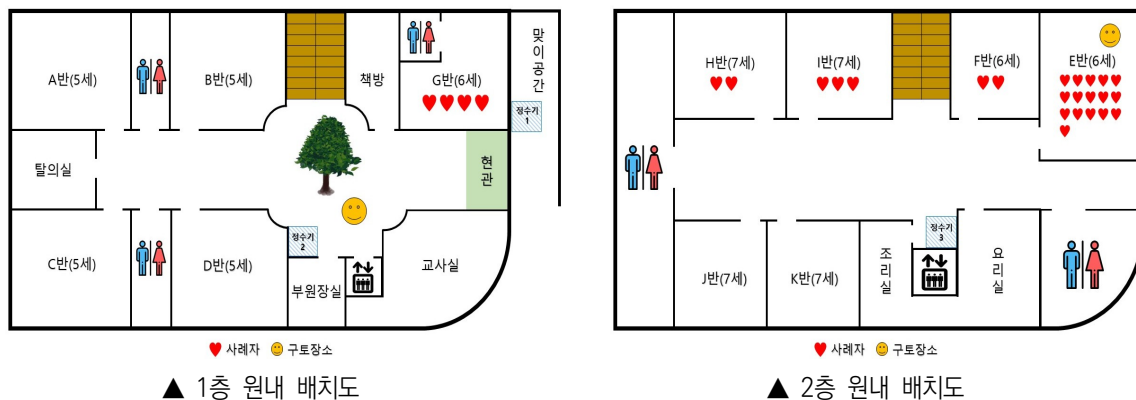 A반(5세)
B반(5세)
책방
G반(6세)
맞이공간
정수기
1
탈의실
현관
C반(5세)
D반(5세)
정수기
2
부원장실
교사실
사례자 구토장소
▲ 1층 원내 배치도
H반(7세)
I반(7세)
F반(6세)
E반(6세)
J반(7세)
K반(7세)
조리실
정수기
3
요리실
사례자 구토장소
▲ 2층 원내 배치도